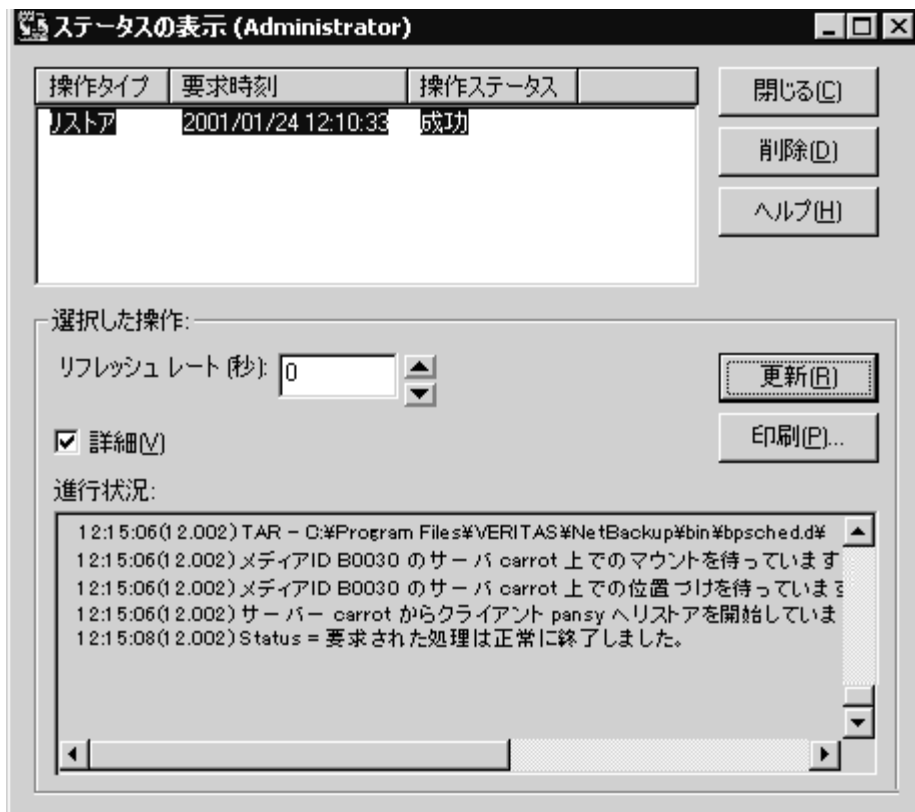 ステータスの表示 (Administrator)
操作タイプ 要求時刻 操作ステータス
リストア 2001/01/24 12:10:33 成功
閉じる(C)
削除(D)
ヘルプ(H)
選択した操作:
リフレッシュ レート (秒): 0
更新(R)
詳細(V)
印刷(P)...
進行状況:
12:15:06(12.002) TAR - C:¥Program Files¥VERITAS¥NetBackup¥bin¥bpsched.d¥
12:15:06(12.002) メディアID B0030 のサーバ carrot 上でのマウントを待っています
12:15:06(12.002) メディアID B0030 のサーバ carrot 上での位置づけを待っています
12:15:06(12.002) サーバー carrot からクライアント pansy へリストアを開始していま
12:15:08(12.002) Status = 要求された処理は正常に終了しました。